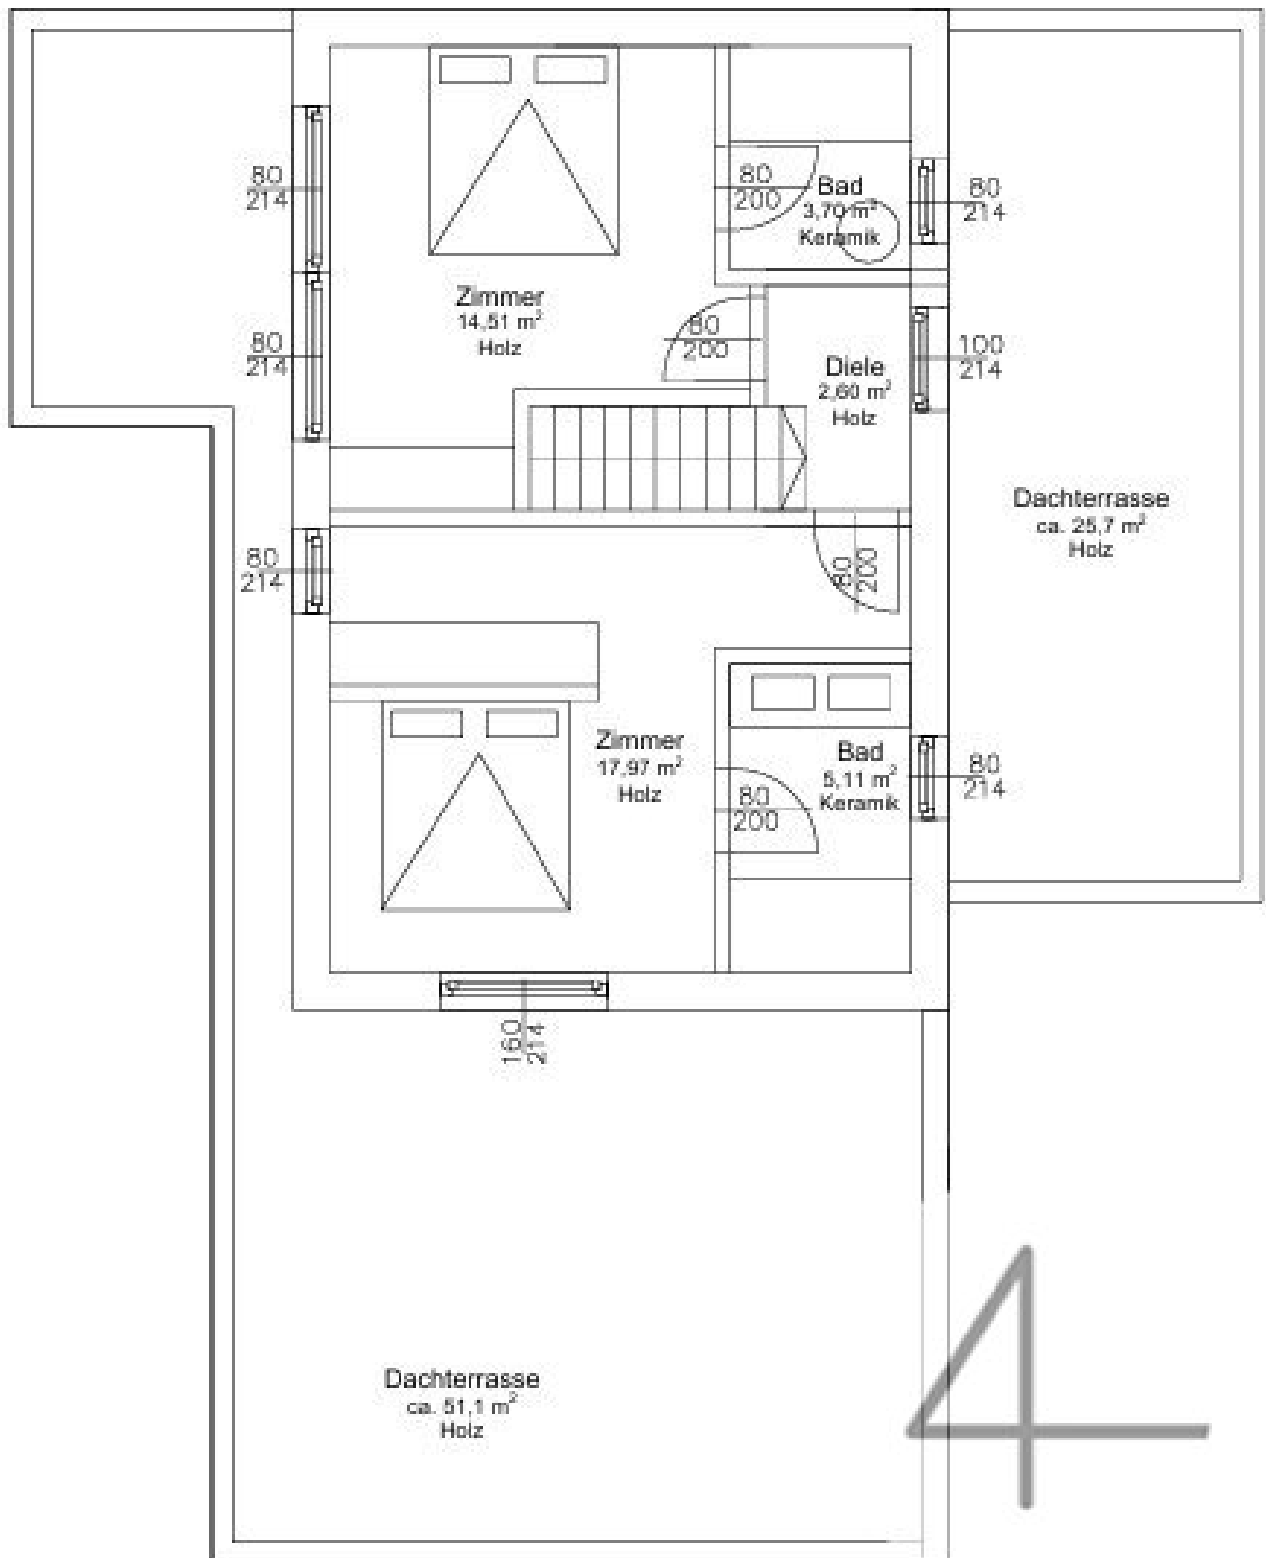 80
214
80
200
Bad
3,70 m²
Keramik
80
214
Zimmer
14,51 m²
Holz
80
214
80
200
Diele
2,60 m²
Holz
100
214
Dachterrasse
ca. 25,7 m²
Holz
80
214
80
200
Zimmer
17,97 m²
Holz
Bad
5,11 m²
Keramik
80
200
80
214
160
214
Dachterrasse
ca. 51,1 m²
Holz
4